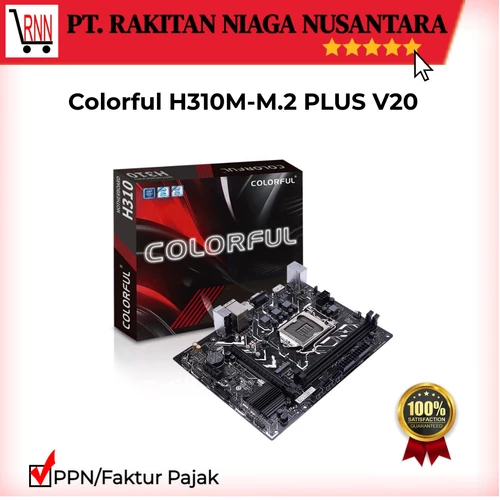 RNN
PT. RAKITAN NIAGA NUSANTARA
Colorful H310M-M.2 PLUS V20
COLORFUL
COLORFUL
COLORFUL
H310
MOTHERBOARD
100%
SATISFACTION
GUARANTEED
PPN/Faktur Pajak